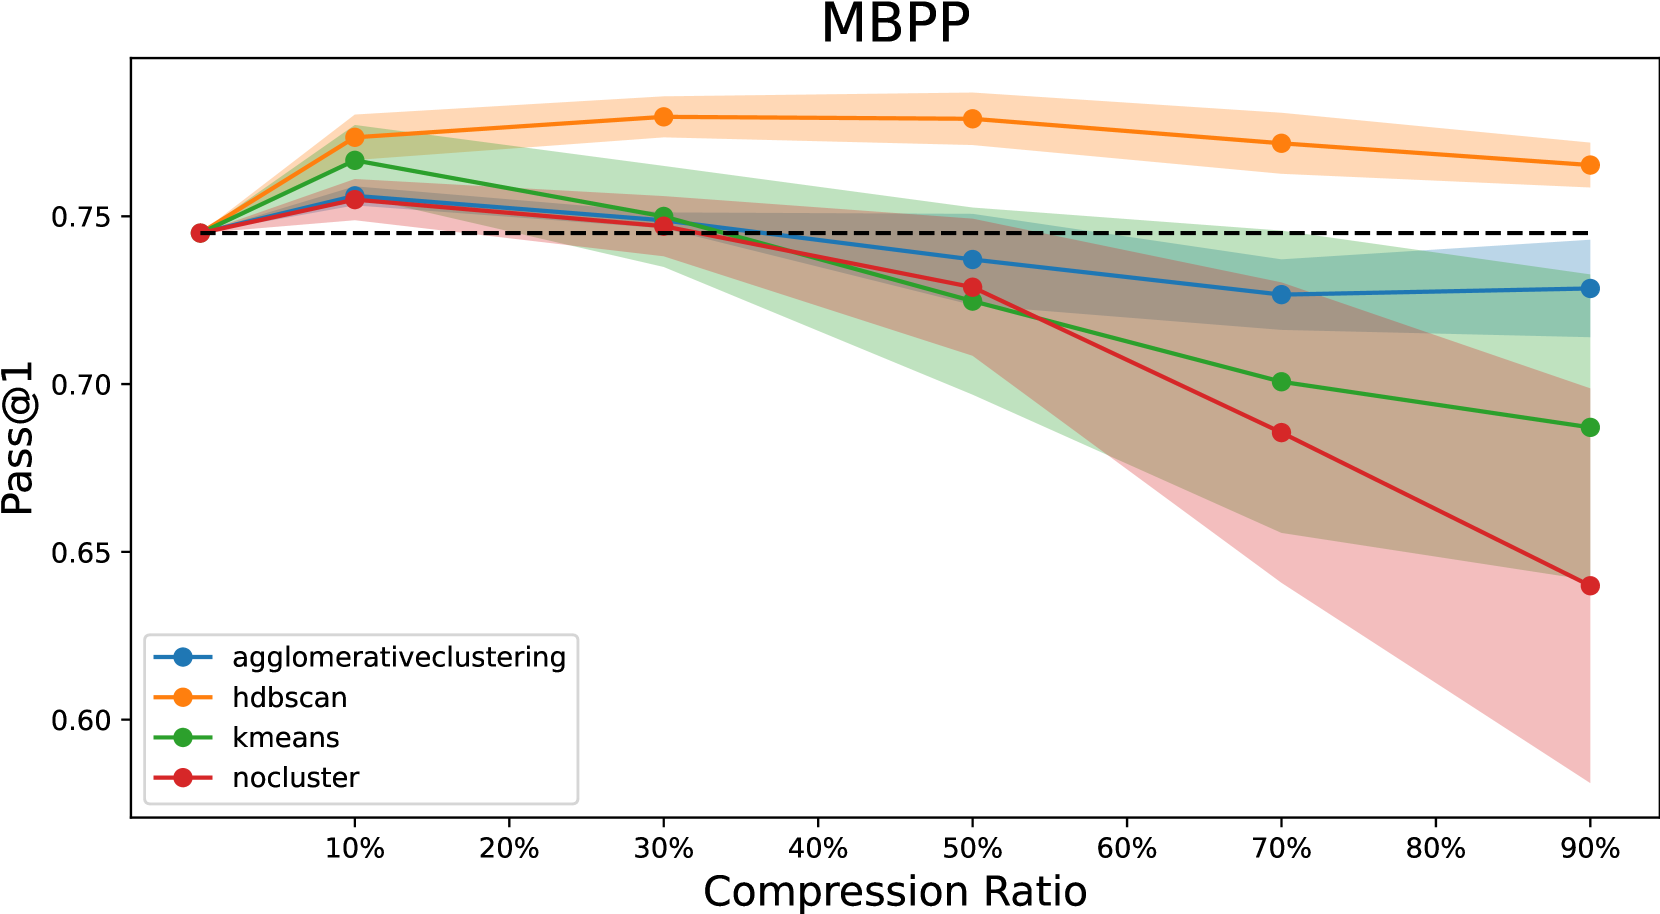 MBPP
Pass@1
0.75
0.70
0.65
0.60
agglomerativeclustering
hdbscan
kmeans
nocluster
10% 20% 30% 40% 50% 60% 70% 80% 90%
Compression Ratio